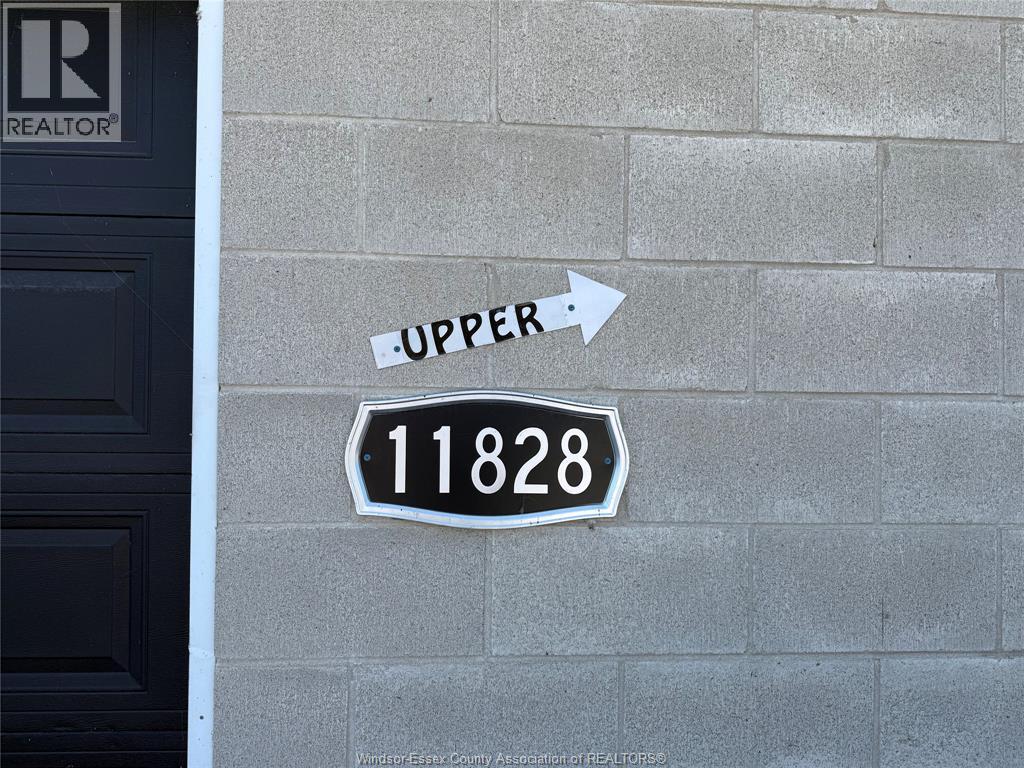 R
REALTOR®
UPPER
11828
Windsor-Essex County Association of REALTORS®